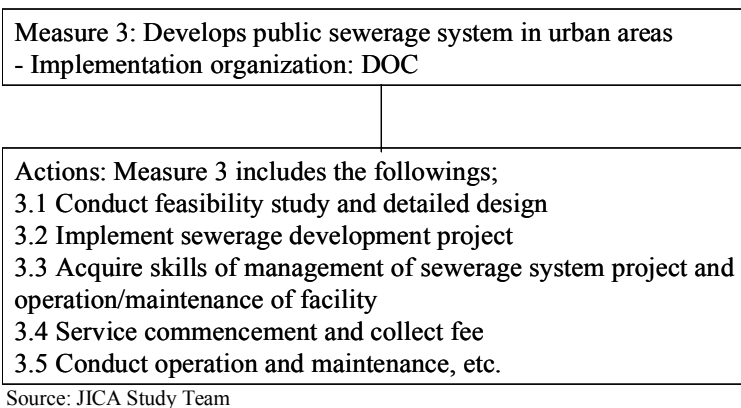 Measure 3: Develops public sewerage system in urban areas
- Implementation organization: DOC
Actions: Measure 3 includes the followings;
3.1 Conduct feasibility study and detailed design
3.2 Implement sewerage development project
3.3 Acquire skills of management of sewerage system project and
operation/maintenance of facility
3.4 Service commencement and collect fee
3.5 Conduct operation and maintenance, etc.
Source: JICA Study Team